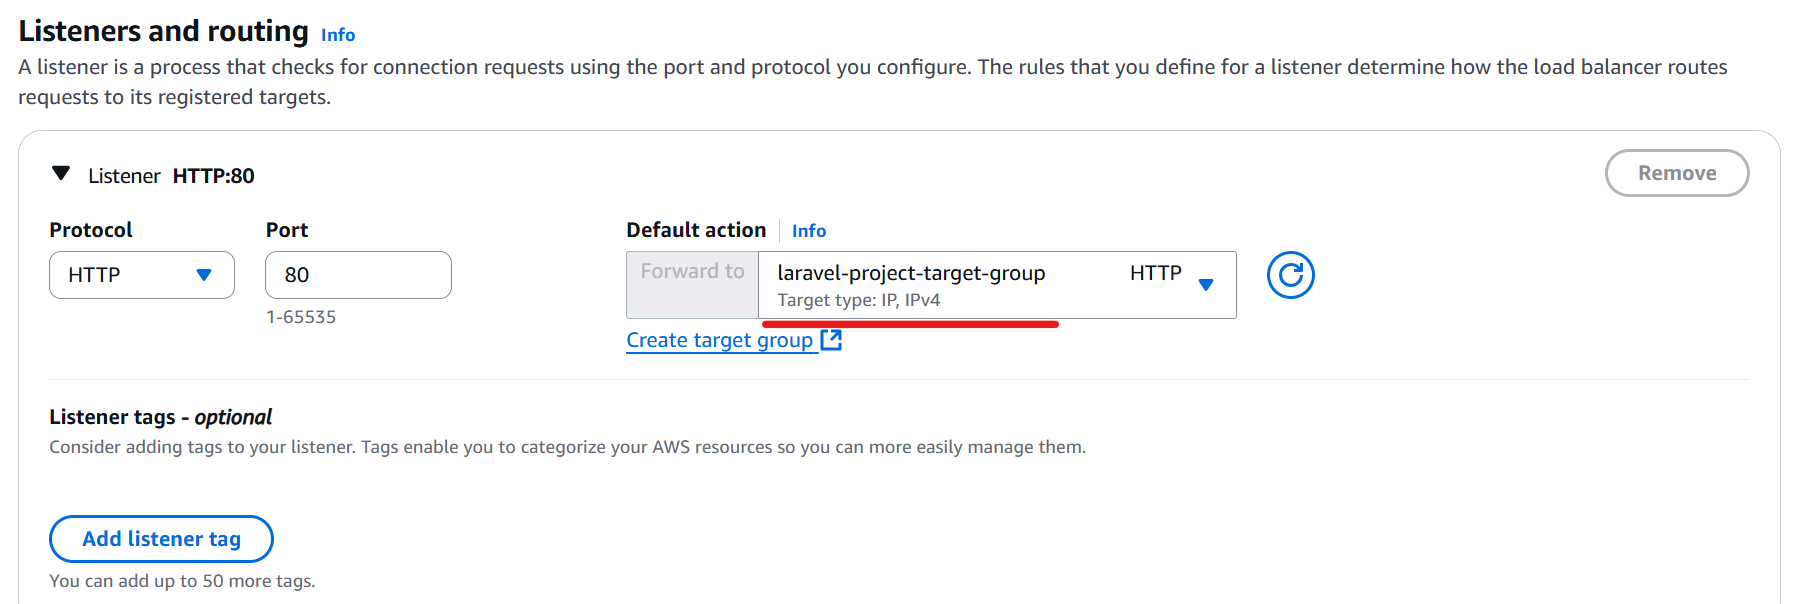 Listeners and routing Info
A listener is a process that checks for connection requests using the port and protocol you configure. The rules that you define for a listener determine how the load balancer routes
requests to its registered targets.
Listener HTTP:80
Remove
Protocol
Port
Default action
Info
HTTP
80
Forward to
laravel-project-target-group
HTTP
Target type: IP, IPv4
1-65535
Create target group
Listener tags - optional
Consider adding tags to your listener. Tags enable you to categorize your AWS resources so you can more easily manage them.
Add listener tag
You can add up to 50 more tags.